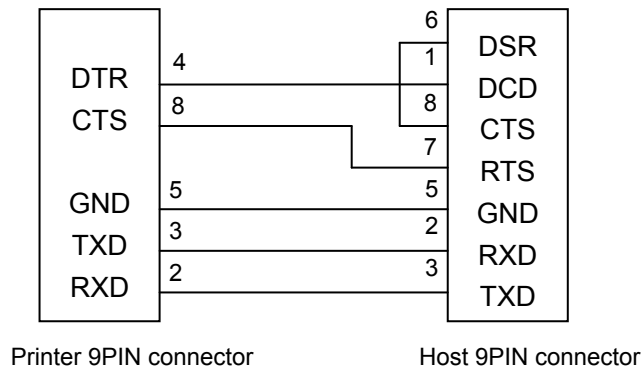 6
DSR
1
DCD
8
CTS
7
RTS
5
GND
2
RXD
3
TXD
DTR
4
CTS
8
GND
5
TXD
3
RXD
2
Printer 9PIN connector
Host 9PIN connector